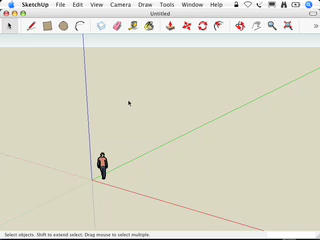 SketchUp File Edit View Camera Draw Tools Window Help
Untitled
Select objects. Shift to extend select. Drag mouse to select multiple.